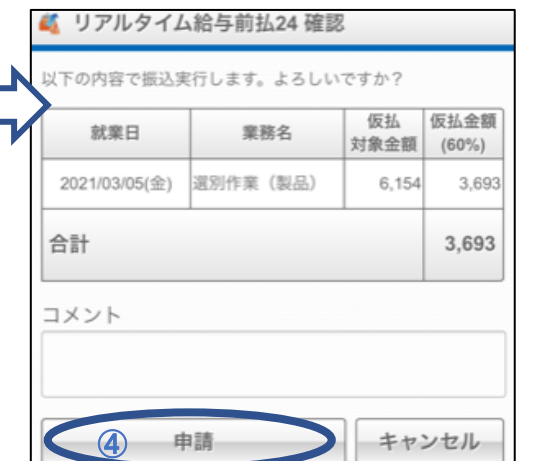 リアルタイム給与前払24 確認
以下の内容で振込実行します。よろしいですか？
就業日 業務名 仮払対象金額 仮払金額(60%)
2021/03/05(金) 選別作業（製品） 6,154 3,693
合計 3,693
コメント
④ 申請 キャンセル